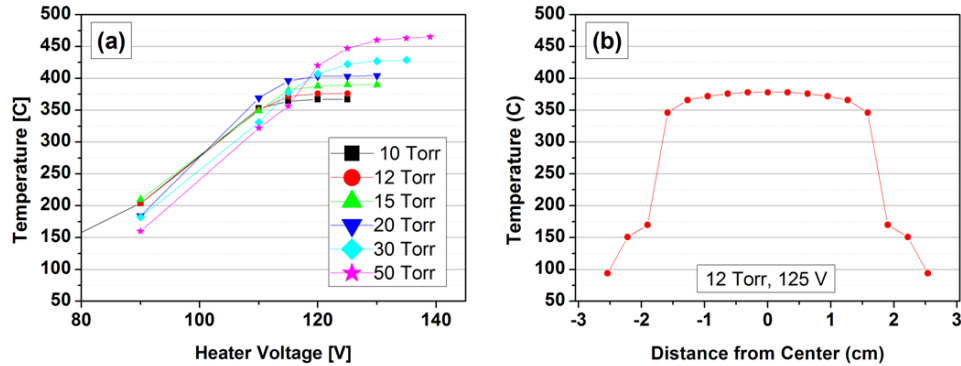 (a)
Temperature [C]
500
450
400
350
300
250
200
150
100
50
10 Torr
12 Torr
15 Torr
20 Torr
30 Torr
50 Torr
80 100 120 140
Heater Voltage [V]
(b)
Temperature (C)
500
450
400
350
300
250
200
150
100
50
12 Torr, 125 V
-3 -2 -1 0 1 2 3
Distance from Center (cm)